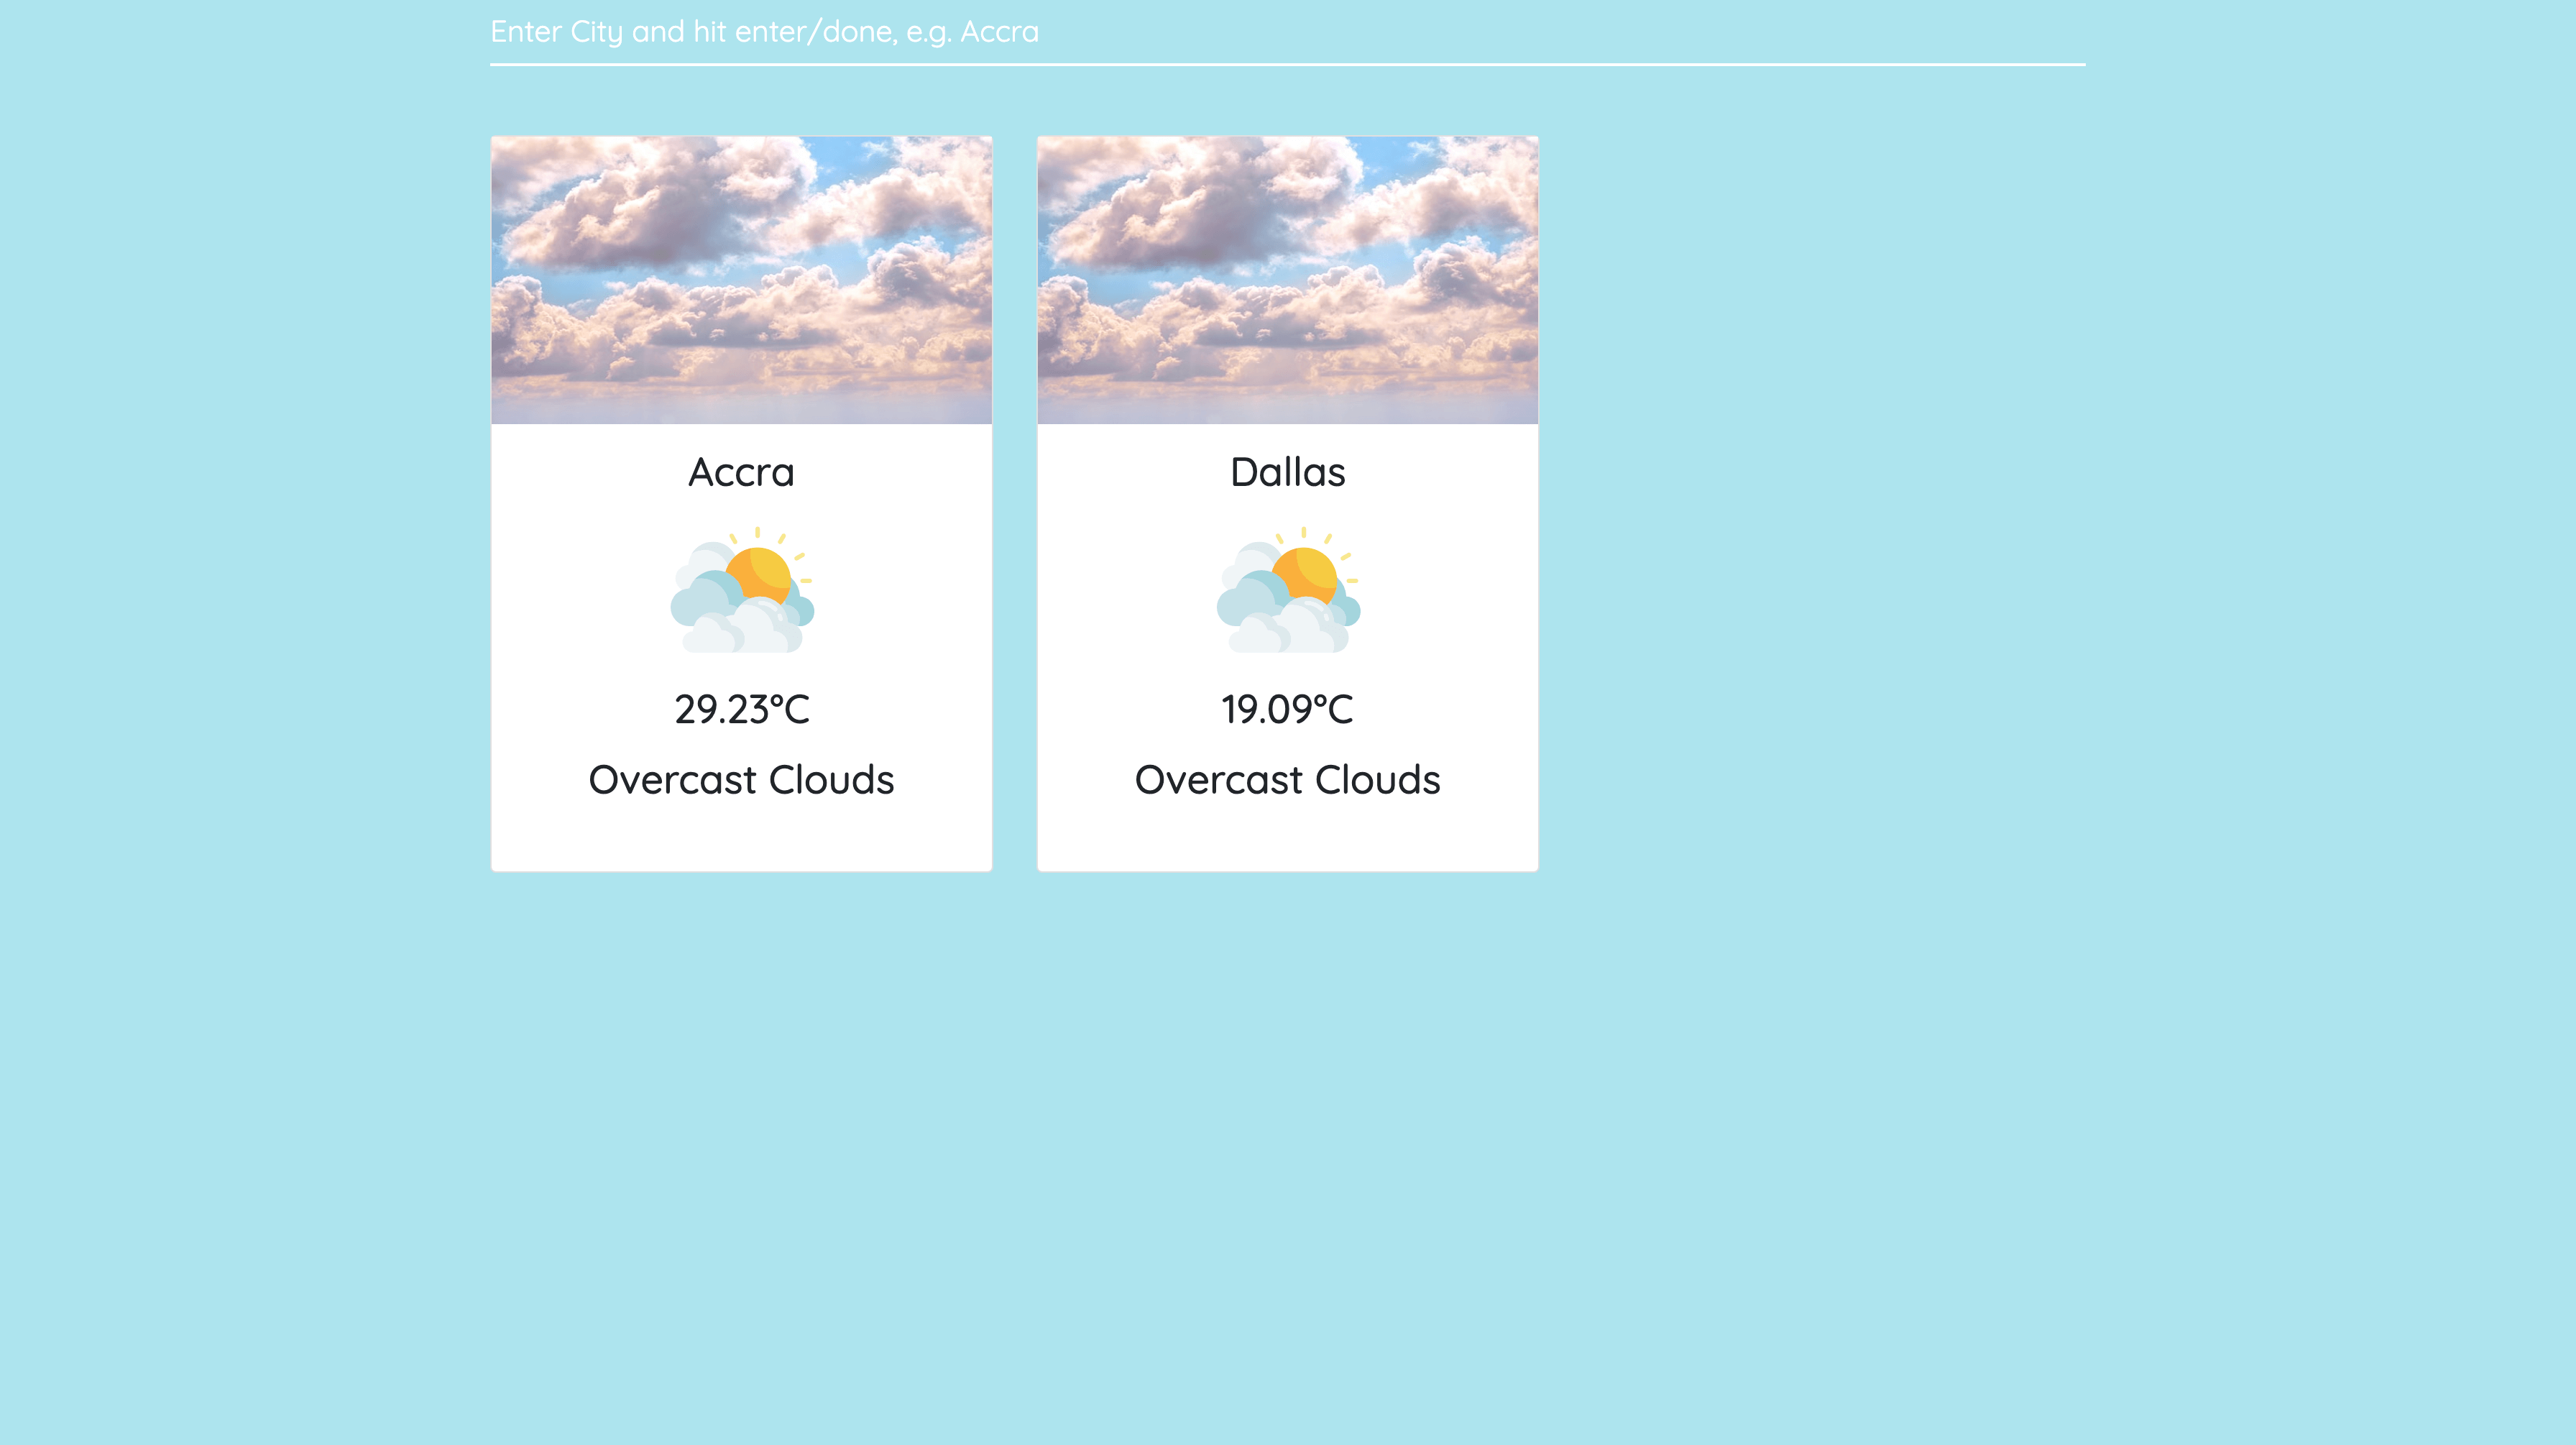 Enter City and hit enter/done, e.g. Accra
Accra
29.23°C
Overcast Clouds
Dallas
19.09°C
Overcast Clouds